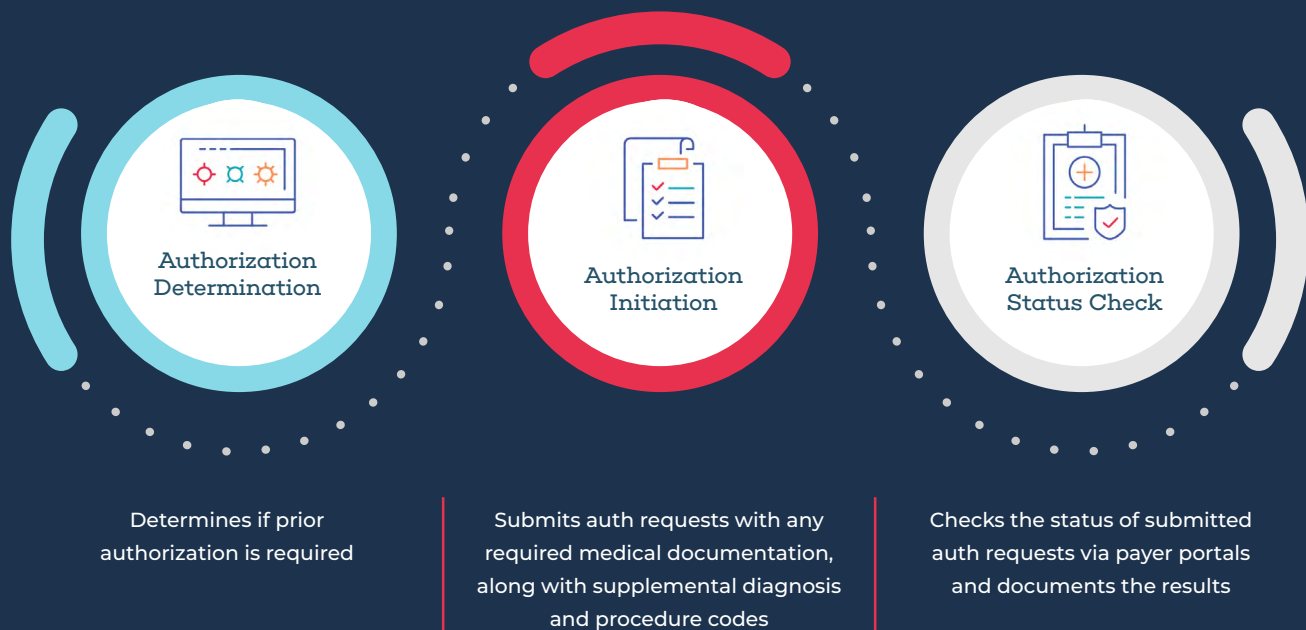 Authorization
Determination
Authorization
Initiation
Authorization
Status Check
Determines if prior
authorization is required
Submits auth requests with any
required medical documentation,
along with supplemental diagnosis
and procedure codes
Checks the status of submitted
auth requests via payer portals
and documents the results